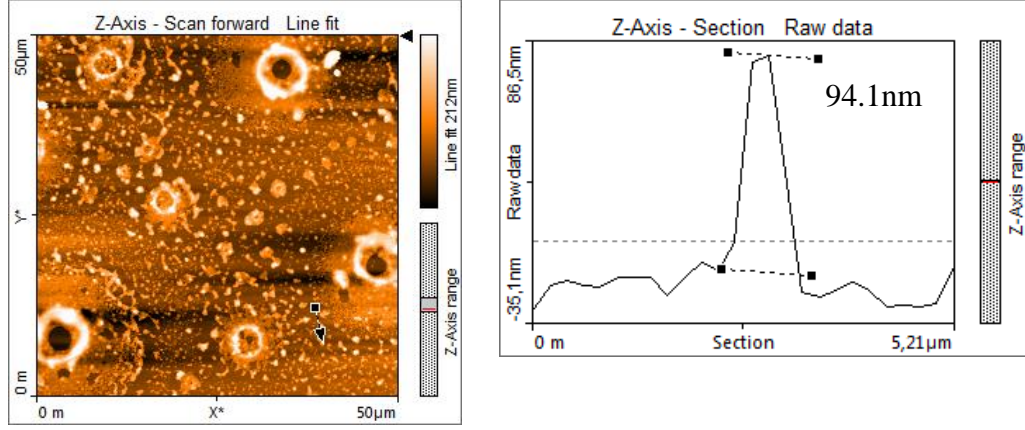 Z-Axis - Scan forward Line fit
50µm
Y*
0 m
0 m
X*
50µm
Line fit 212nm
Z-Axis range
Z-Axis - Section Raw data
86,5nm
Raw data
-35,1nm
94.1nm
0 m
Section
5,21µm
Z-Axis range